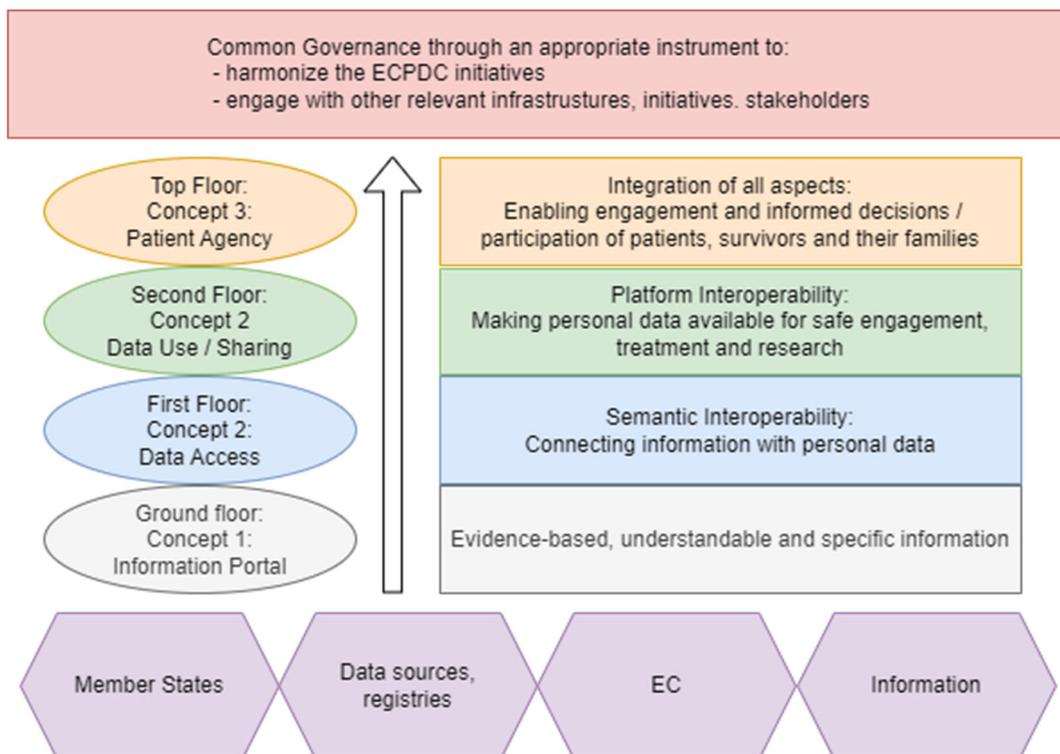 Common Governance through an appropriate instrument to:
- harmonize the ECPDC initiatives
- engage with other relevant infrastrustures, initiatives. stakeholders
Top Floor:
Concept 3:
Patient Agency
Integration of all aspects:
Enabling engagement and informed decisions /
participation of patients, survivors and their families
Second Floor:
Concept 2
Data Use / Sharing
Platform Interoperability:
Making personal data available for safe engagement,
treatment and research
First Floor:
Concept 2:
Data Access
Semantic Interoperability:
Connecting information with personal data
Ground floor:
Concept 1:
Information Portal
Evidence-based, understandable and specific information
Member States
Data sources,
registries
EC
Information